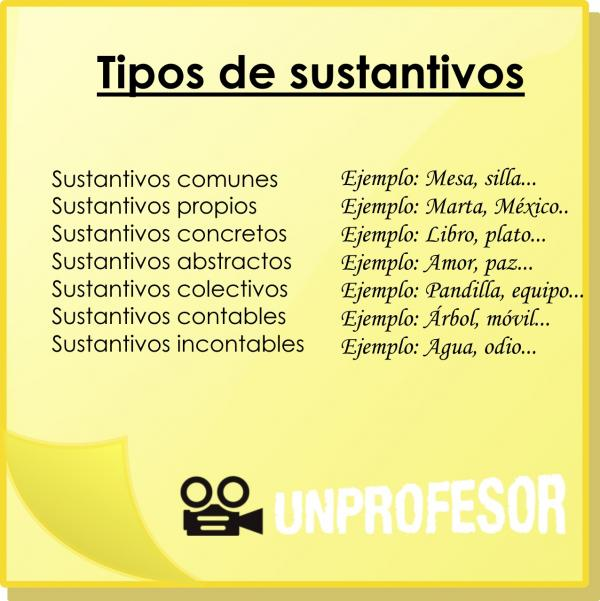 Tipos de sustantivos
Sustantivos comunes Ejemplo: Mesa, silla...
Sustantivos propios Ejemplo: Marta, México..
Sustantivos concretos Ejemplo: Libro, plato...
Sustantivos abstractos Ejemplo: Amor, paz...
Sustantivos colectivos Ejemplo: Pandilla, equipo...
Sustantivos contables Ejemplo: Árbol, móvil...
Sustantivos incontables Ejemplo: Agua, odio...
UNPROFESOR